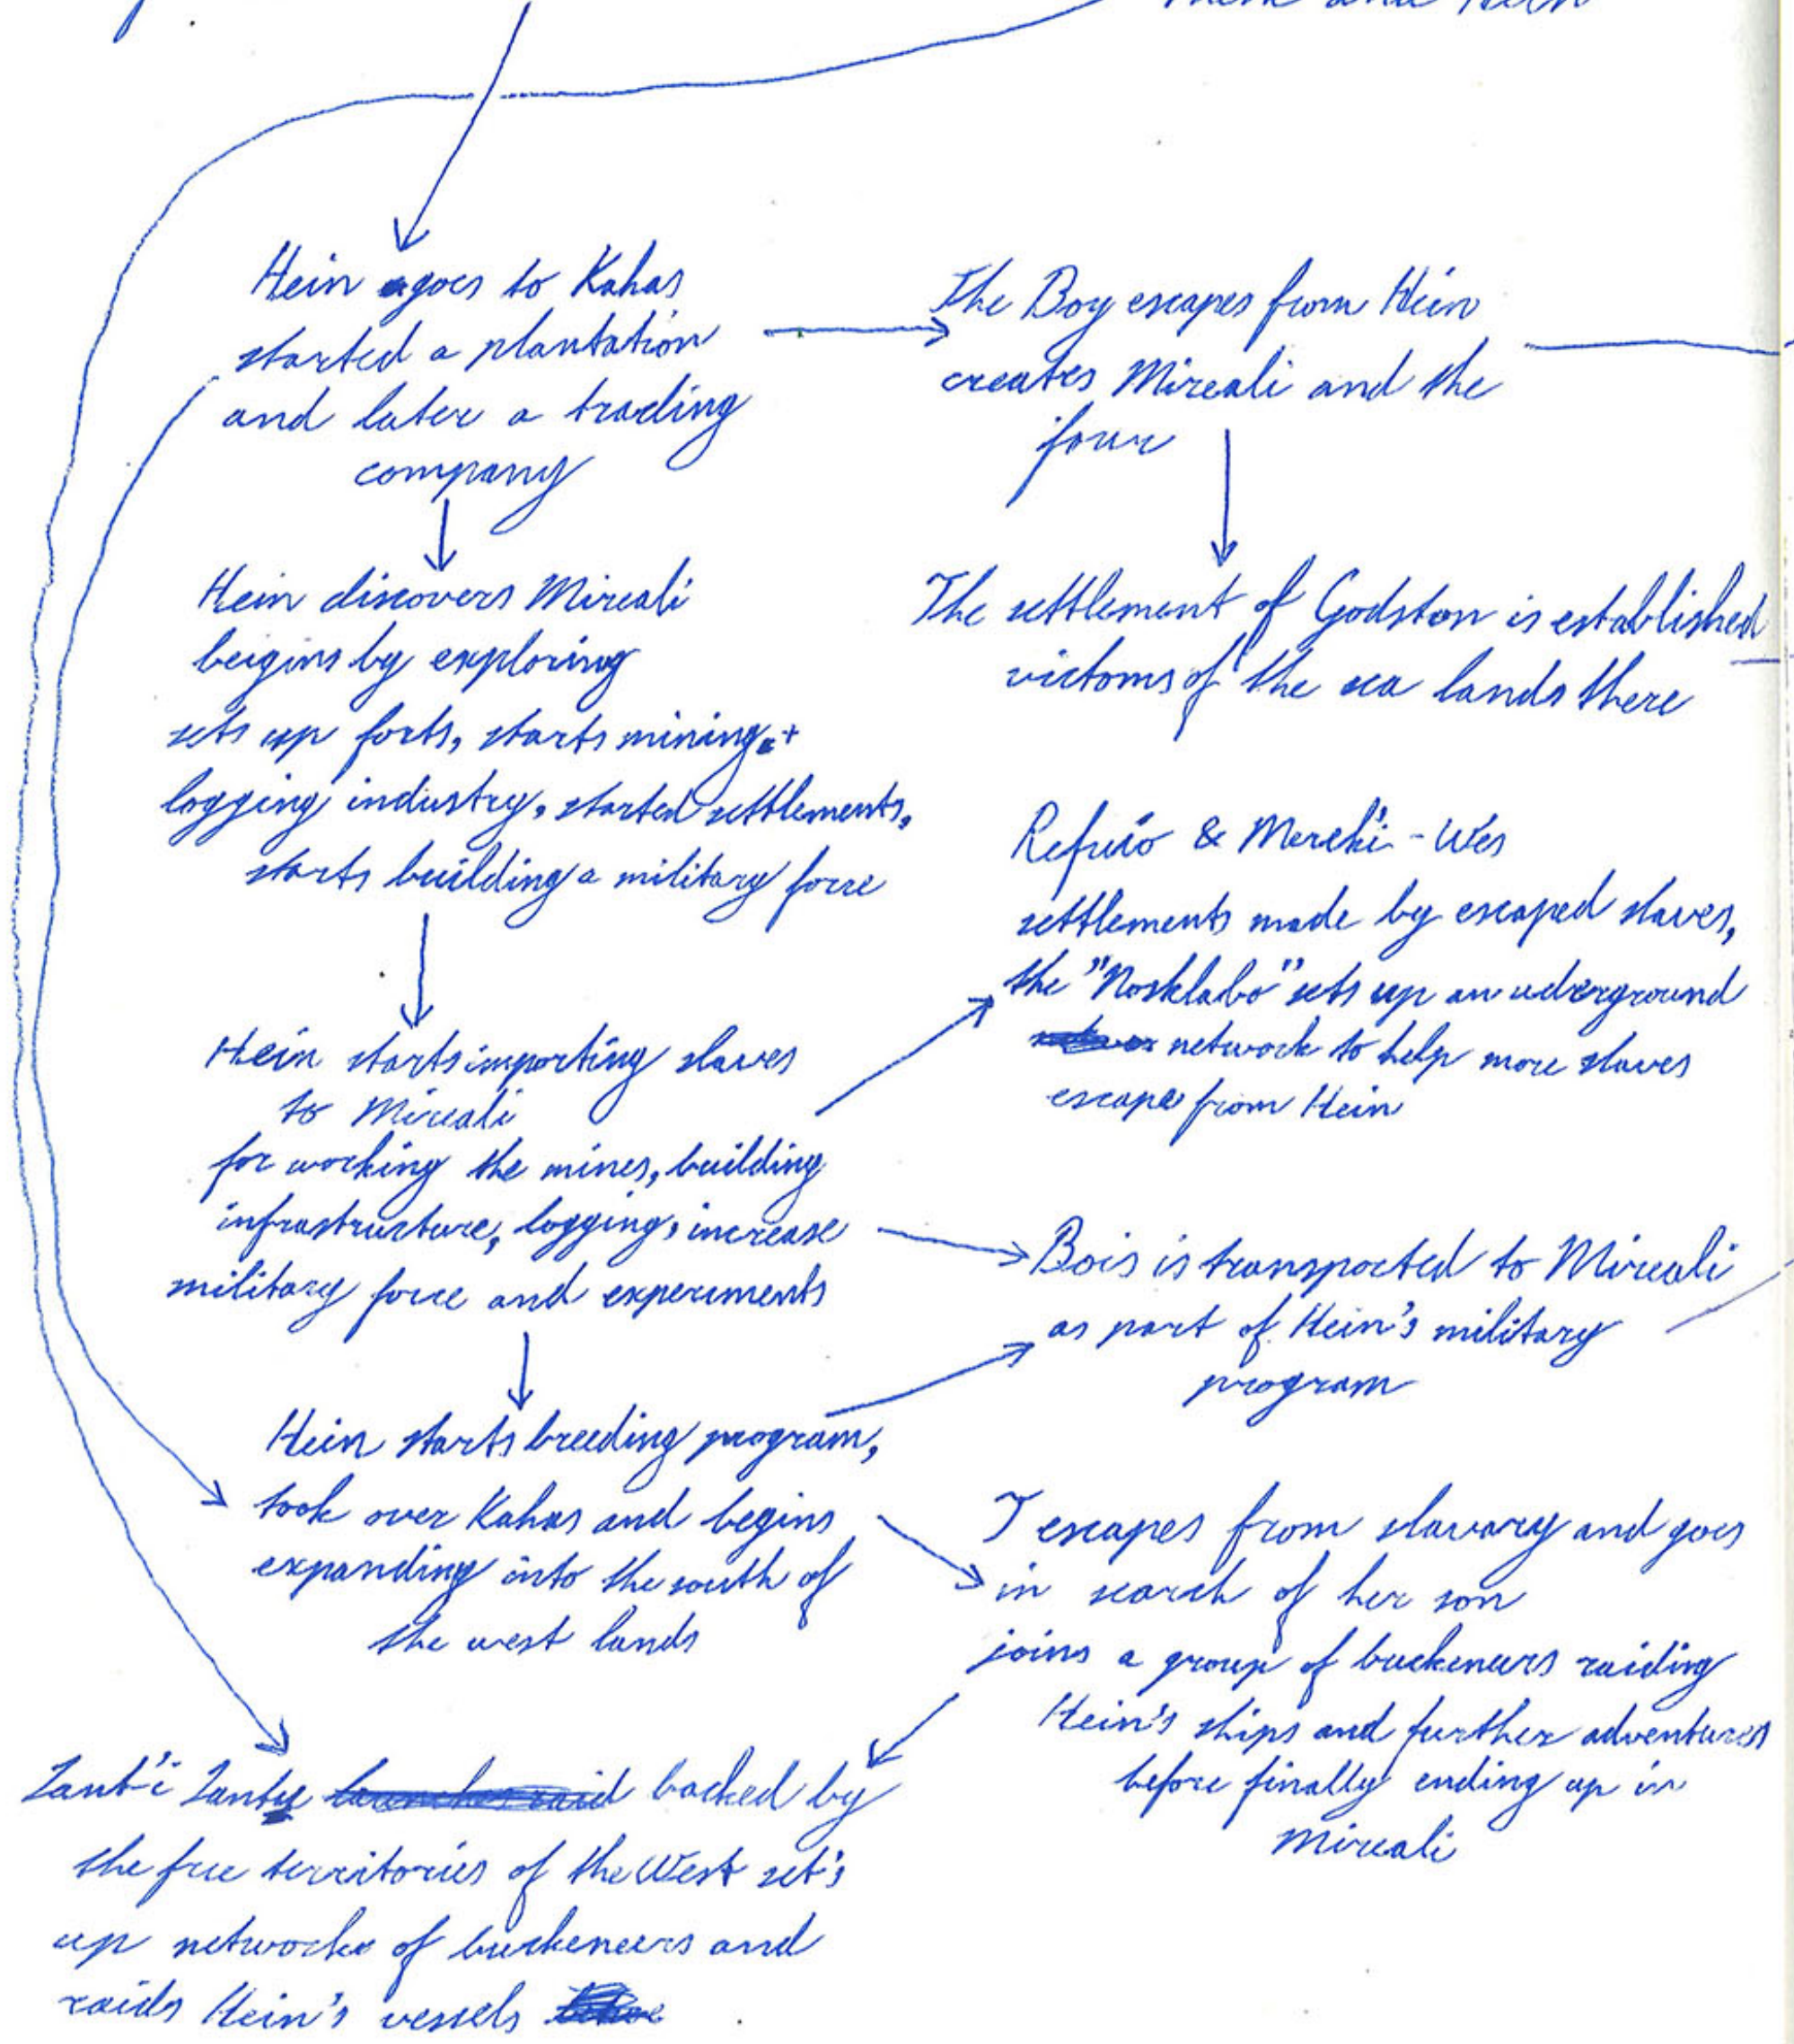 Hein goes to Kahas
started a plantation
and later a trading
company
The Boy escapes from Hein
creates Mireali and the
four
Hein discovers Mireali
beigins by exploring
sets up forts, starts mining +
logging industry, started settlements,
starts building a military force
The settlement of Godston is established
victoms of the sea lands there
Refuio & Mereki - Wes
settlements made by escaped slaves,
the "Nosklabo" sets up an uderground
network to help more slaves
escape from Hein
Hein starts importing slaves
to Mireali
for working the mines, building
infrastructure, logging, increase
military force and experiments
Bois is transported to Mireali
as part of Hein's military
program
Hein starts breeding program,
took over Kahas and begins
expanding into the south of
the west lands
T escapes from slavary and goes
in search of her son
joins a group of buckeneers raiding
Hein's ships and further adventures
before finally ending up in
Mireali
launches raid backed by
the free territories of the West set's
up networks of buckeneers and
raids Hein's vessels